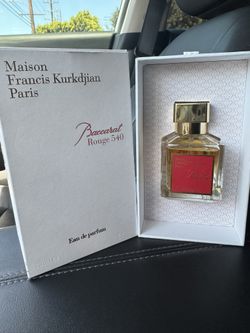 Maison
Francis Kurkdjian
Paris
Baccarat
Rouge 540
Eau de parfum